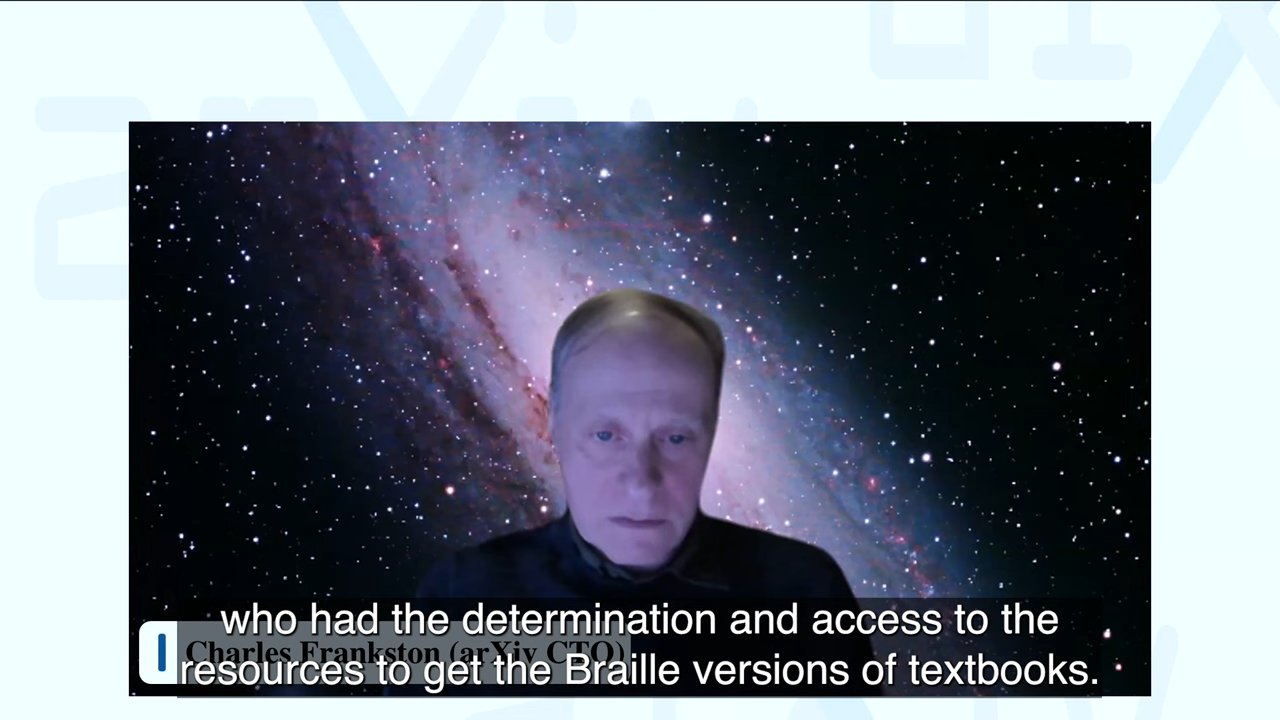 who had the determination and access to the
Charles Frankston (arXiv CTO)
resources to get the Braille versions of textbooks.